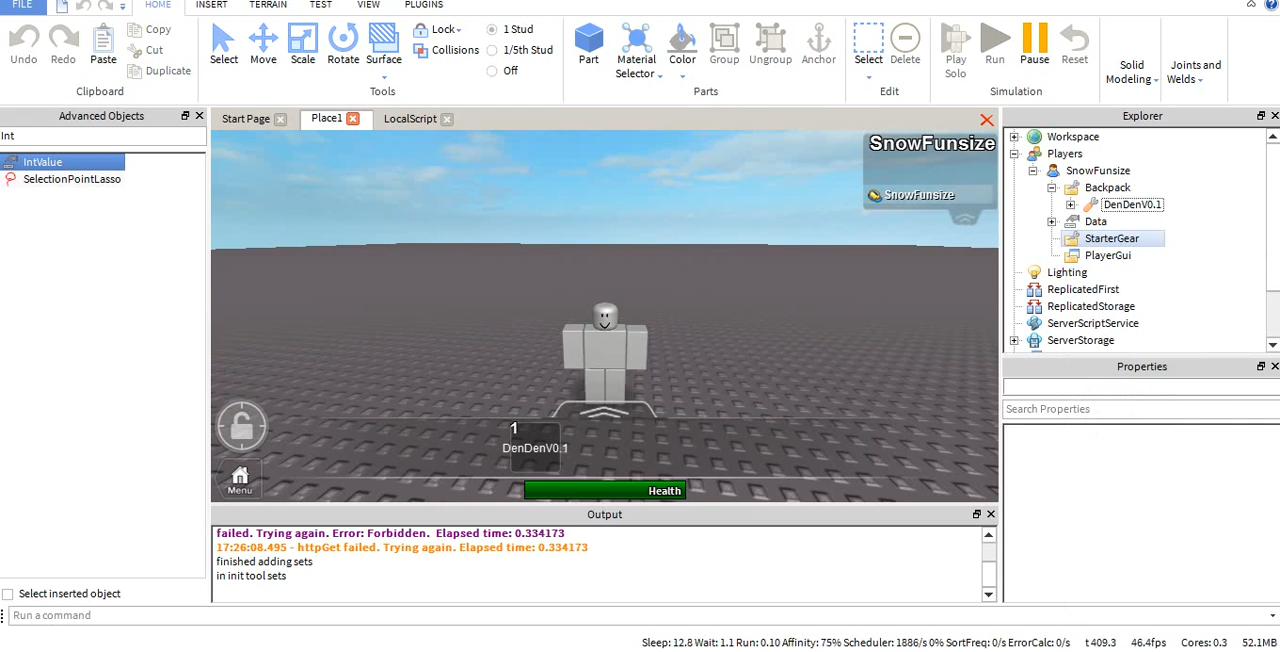 FILE HOME INSERT TERRAIN TEST VIEW PLUGINS
Undo Redo Paste Copy
Cut
Duplicate
Clipboard
Select Move Scale Rotate Surface
Lock
Collisions
1 Stud
1/5th Stud
Off
Tools
Part Material
Selector Color Group Ungroup Anchor
Parts
Select Delete
Edit
Play
Solo Run Pause Reset
Simulation
Solid
Modeling
Joints and
Welds
Advanced Objects
Int
IntValue
SelectionPointLasso
Select inserted object
Start Page Place1 LocalScript
SnowFunsize
SnowFunsize
1
DenDenV0.1
Menu
Health
Output
failed. Trying again. Error: Forbidden. Elapsed time: 0.334173
17:26:08.495 - httpGet failed. Trying again. Elapsed time: 0.334173
finished adding sets
in init tool sets
Explorer
Workspace
Players
SnowFunsize
Backpack
DenDenV0.1
Data
StarterGear
PlayerGui
Lighting
ReplicatedFirst
ReplicatedStorage
ServerScriptService
ServerStorage
Properties
Search Properties
Run a command
Sleep: 12.8 Wait: 1.1 Run: 0.10 Affinity: 75% Scheduler: 1886/s 0% SortFreq: 0/s ErrorCalc: 0/s t 409.3 46.4fps Cores: 0.3 52.1MB